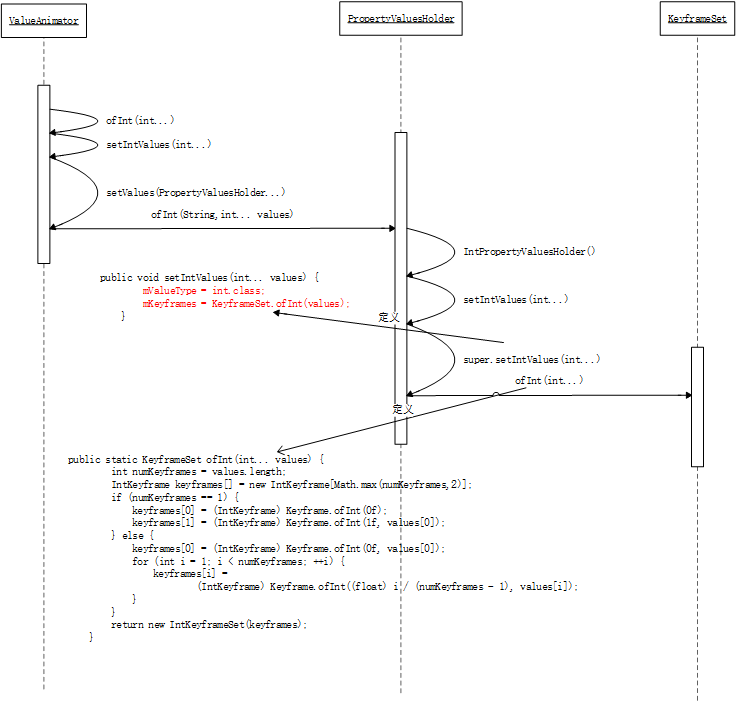 ValueAnimator
PropertyValuesHolder
KeyframeSet
ofInt(int...)
setIntValues(int...)
setValues(PropertyValuesHolder...)
ofInt(String,int... values)
IntPropertyValuesHolder()
public void setIntValues(int... values) {
mValueType = int.class;
mKeyframes = KeyframeSet.ofInt(values);
}
setIntValues(int...)
定义
super.setIntValues(int...)
ofInt(int...)
定义
public static KeyframeSet ofInt(int... values) {
int numKeyframes = values.length;
IntKeyframe keyframes[] = new IntKeyframe[Math.max(numKeyframes,2)];
if (numKeyframes == 1) {
keyframes[0] = (IntKeyframe) Keyframe.ofInt(0f);
keyframes[1] = (IntKeyframe) Keyframe.ofInt(1f, values[0]);
} else {
keyframes[0] = (IntKeyframe) Keyframe.ofInt(0f, values[0]);
for (int i = 1; i < numKeyframes; ++i) {
keyframes[i] =
(IntKeyframe) Keyframe.ofInt((float) i / (numKeyframes - 1), values[i]);
}
}
return new IntKeyframeSet(keyframes);
}